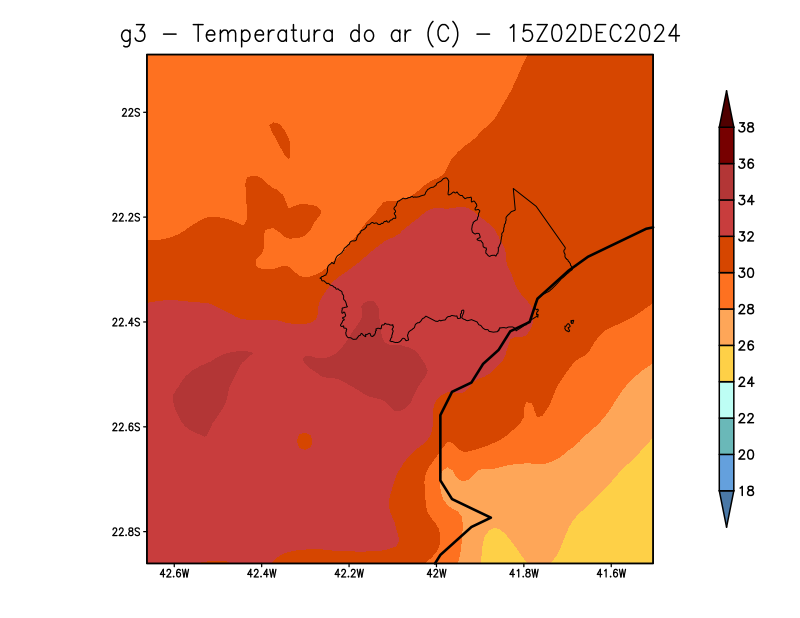 g3 – Temperatura do ar (C) – 15Z02DEC2024
22S
22.2S
22.4S
22.6S
22.8S
42.6W
42.4W
42.2W
42W
41.8W
41.6W
38
36
34
32
30
28
26
24
22
20
18